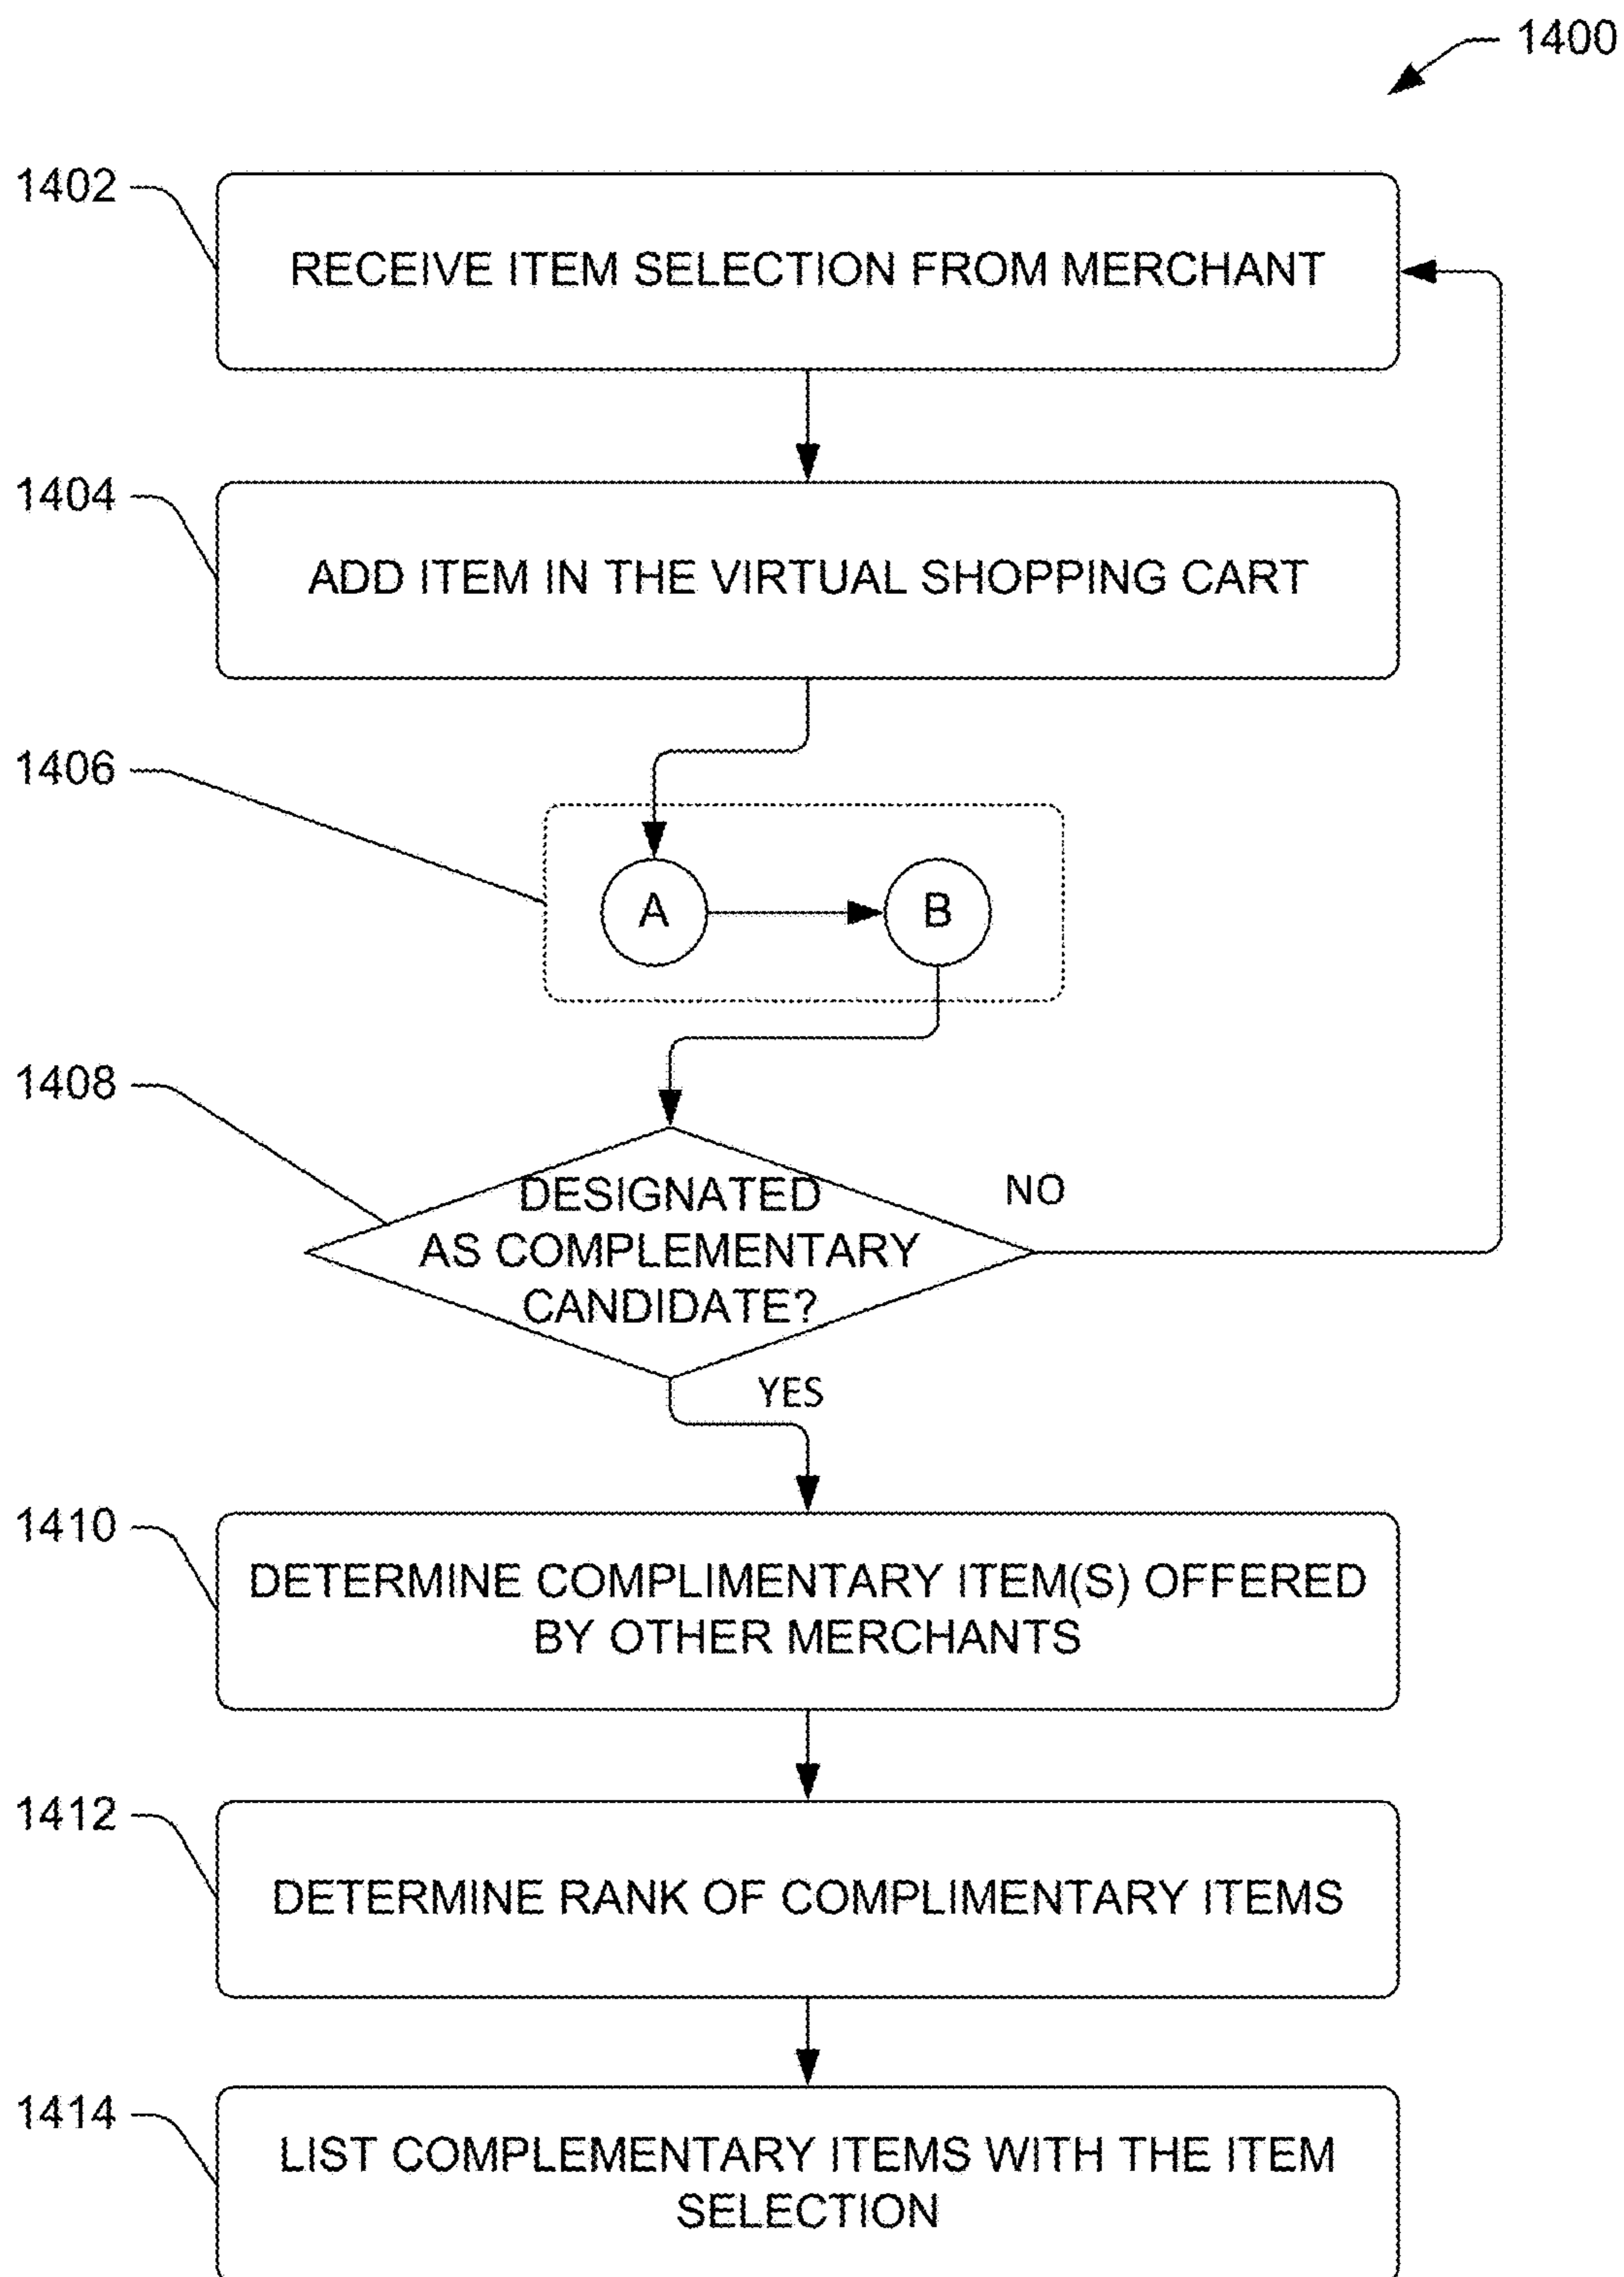 1400
1402
RECEIVE ITEM SELECTION FROM MERCHANT
1404
ADD ITEM IN THE VIRTUAL SHOPPING CART
1406
A
B
1408
DESIGNATED
AS COMPLEMENTARY
CANDIDATE?
NO
YES
1410
DETERMINE COMPLIMENTARY ITEM(S) OFFERED
BY OTHER MERCHANTS
1412
DETERMINE RANK OF COMPLIMENTARY ITEMS
1414
LIST COMPLEMENTARY ITEMS WITH THE ITEM
SELECTION